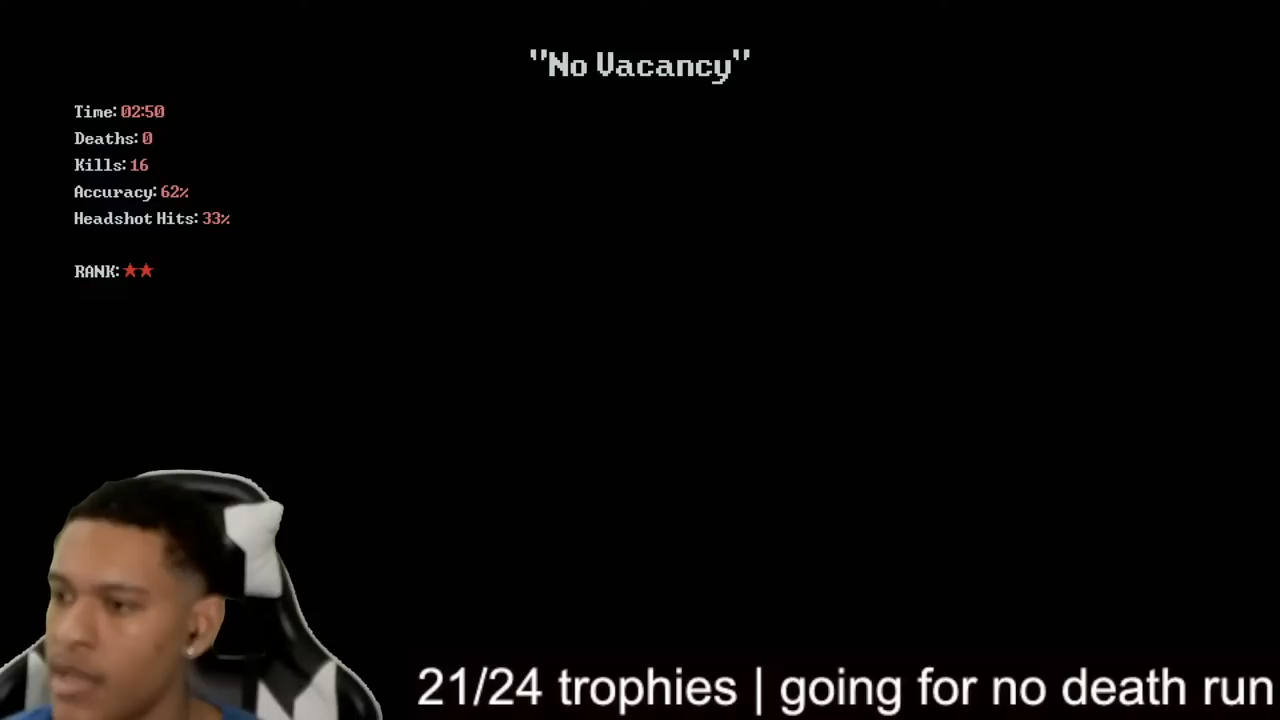 "No Vacancy"
Time: 02:50
Deaths: 0
Kills: 16
Accuracy: 62%
Headshot Hits: 33%
RANK: ★★
21/24 trophies | going for no death run